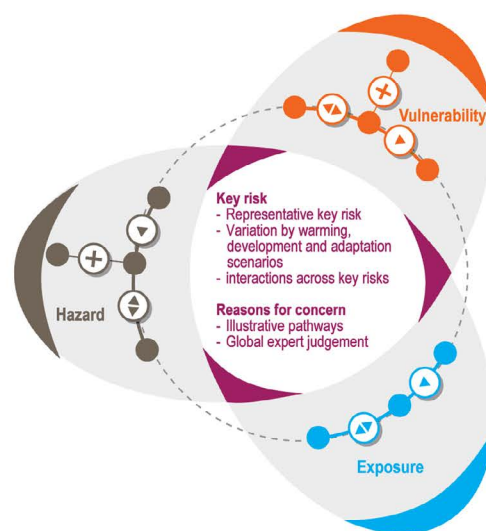 Vulnerability
Key risk
- Representative key risk
- Variation by warming,
development and adaptation
scenarios
- interactions across key risks
Hazard
Reasons for concern
- Illustrative pathways
- Global expert judgement
Exposure